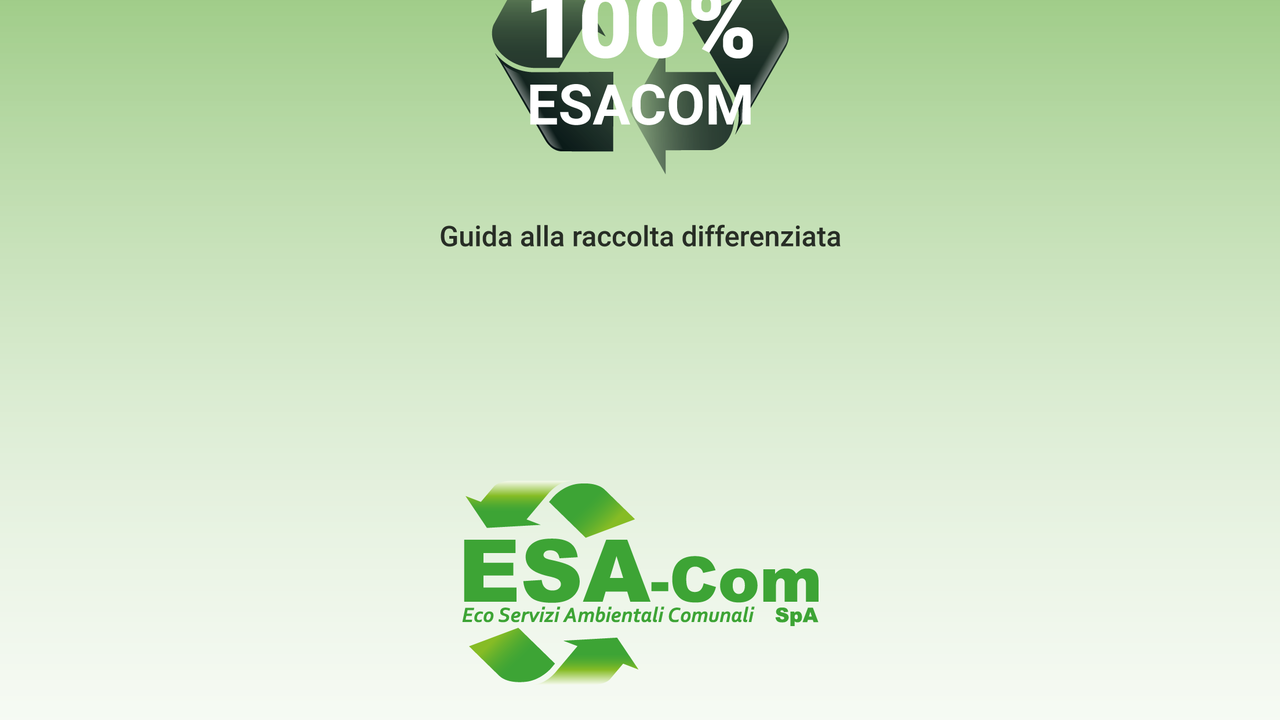 100%
ESACOM
Guida alla raccolta differenziata
ESA-Com
Eco Servizi Ambientali Comunali SpA